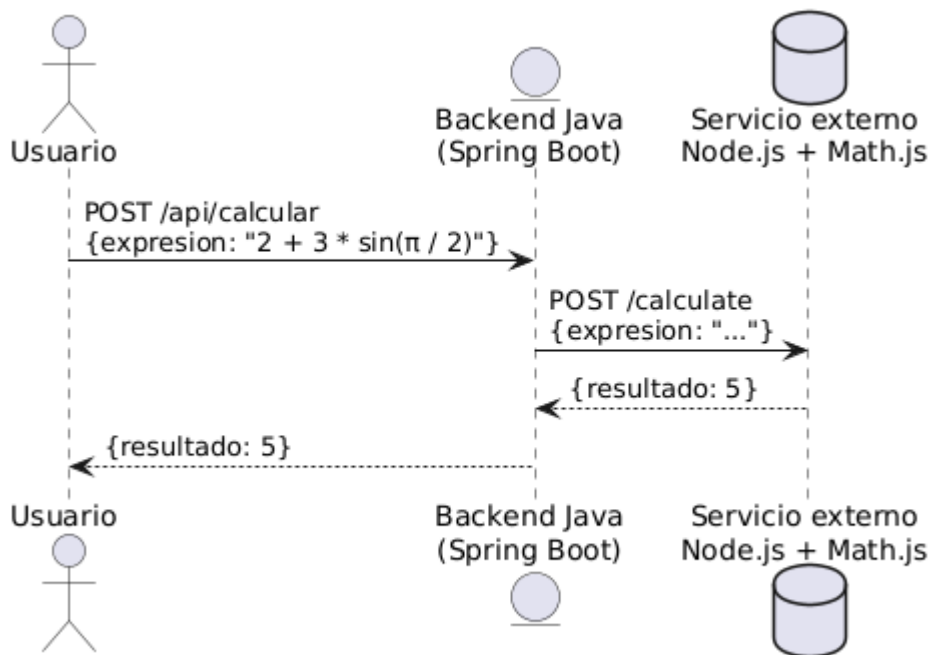 Usuario
Backend Java
(Spring Boot)
Servicio externo
Node.js + Math.js
POST /api/calcular
{expresion: "2 + 3 * sin(π / 2)"}
POST /calculate
{expresion: "..."}
{resultado: 5}
{resultado: 5}
Usuario
Backend Java
(Spring Boot)
Servicio externo
Node.js + Math.js